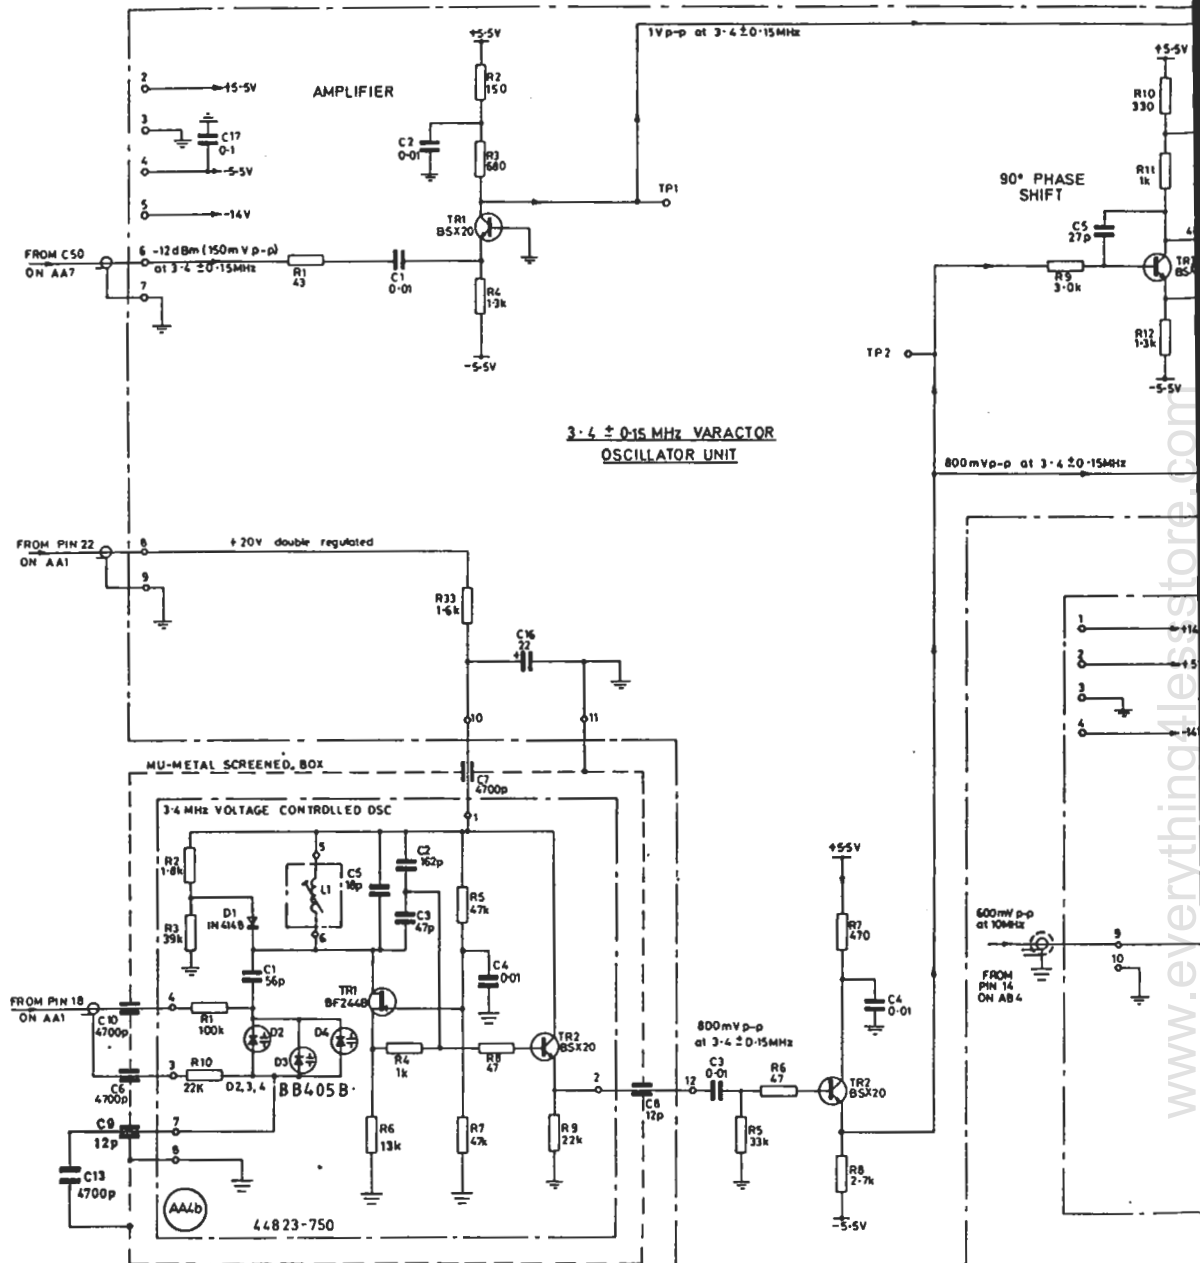 +5·5V
1V p-p at 3·4 ±0·15MHz
+5·5V
2
+5·5V
AMPLIFIER
R2
150
R10
330
3
C17
0·1
C2
0·01
R3
680
4
-5·5V
R11
1k
90° PHASE
SHIFT
TP1
5
-14V
TR1
BSX20
C5
27p
FROM C50
ON AA7
6
-12dBm (150mV p-p)
at 3·4 ±0·15MHz
R1
43
C1
0·01
R9
3·0k
7
R4
1·3k
R12
1·3k
TP2
-5·5V
-5·5V
3·4 ± 0·15 MHz VARACTOR
OSCILLATOR UNIT
800mVp-p at 3·4 ±0·15MHz
FROM PIN 22
ON AA1
8
+20V double regulated
9
R33
1·6k
C16
22
+
1
+14
2
+5
3
4
-14
10
11
MU-METAL SCREENED BOX
C7
4700p
3·4MHz VOLTAGE CONTROLLED OSC
1
R2
1·8k
5
L1
C5
18p
C2
162p
+5·5V
D1
1N4148
R5
47k
R3
39k
C3
47p
6
R7
470
600mV p-p
at 10MHz
9
C1
56p
C4
0·01
10
FROM
PIN 14
ON AB4
FROM PIN 18
ON AA1
4
TR1
BF244B
C4
0·01
C10
4700p
R1
100k
D2
D4
TR2
BSX20
800mV p-p
at 3·4 ±0·15MHz
D3
R4
1k
R8
47
C3
0·01
R6
47
3
R10
22K
D2,3,4
BB405B
2
12
TR2
BSX20
C6
4700p
C8
12p
C9
12p
7
R6
13k
R7
47k
R9
22k
R5
33k
8
C13
4700p
R8
2·7k
AA4b
44823-750
-5·5V
www.everything4lessstore.com